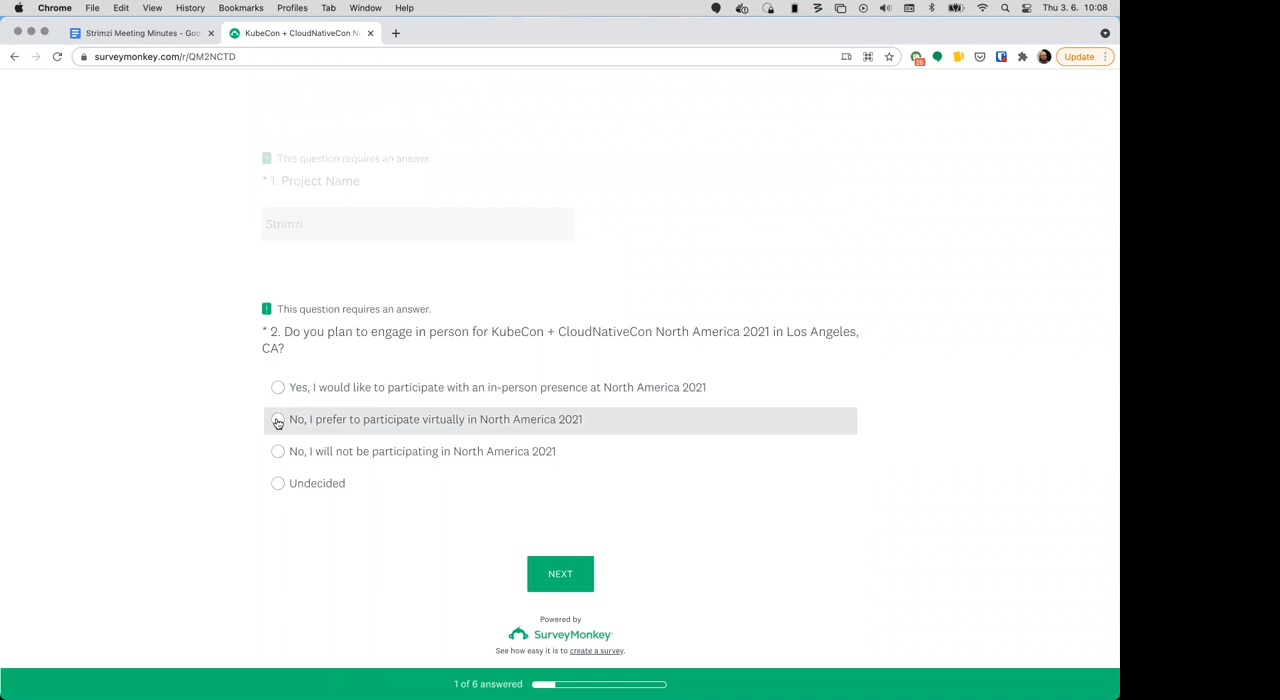 Chrome File Edit View History Bookmarks Profiles Tab Window Help Thu 3. 6. 10:08
Strimzi Meeting Minutes - Goo KubeCon + CloudNativeCon N
surveymonkey.com/r/QM2NCTD 26 Update
! This question requires an answer.
* 1. Project Name
Strimzi
! This question requires an answer.
* 2. Do you plan to engage in person for KubeCon + CloudNativeCon North America 2021 in Los Angeles,
CA?
Yes, I would like to participate with an in-person presence at North America 2021
No, I prefer to participate virtually in North America 2021
No, I will not be participating in North America 2021
Undecided
NEXT
Powered by
SurveyMonkey
See how easy it is to create a survey.
1 of 6 answered